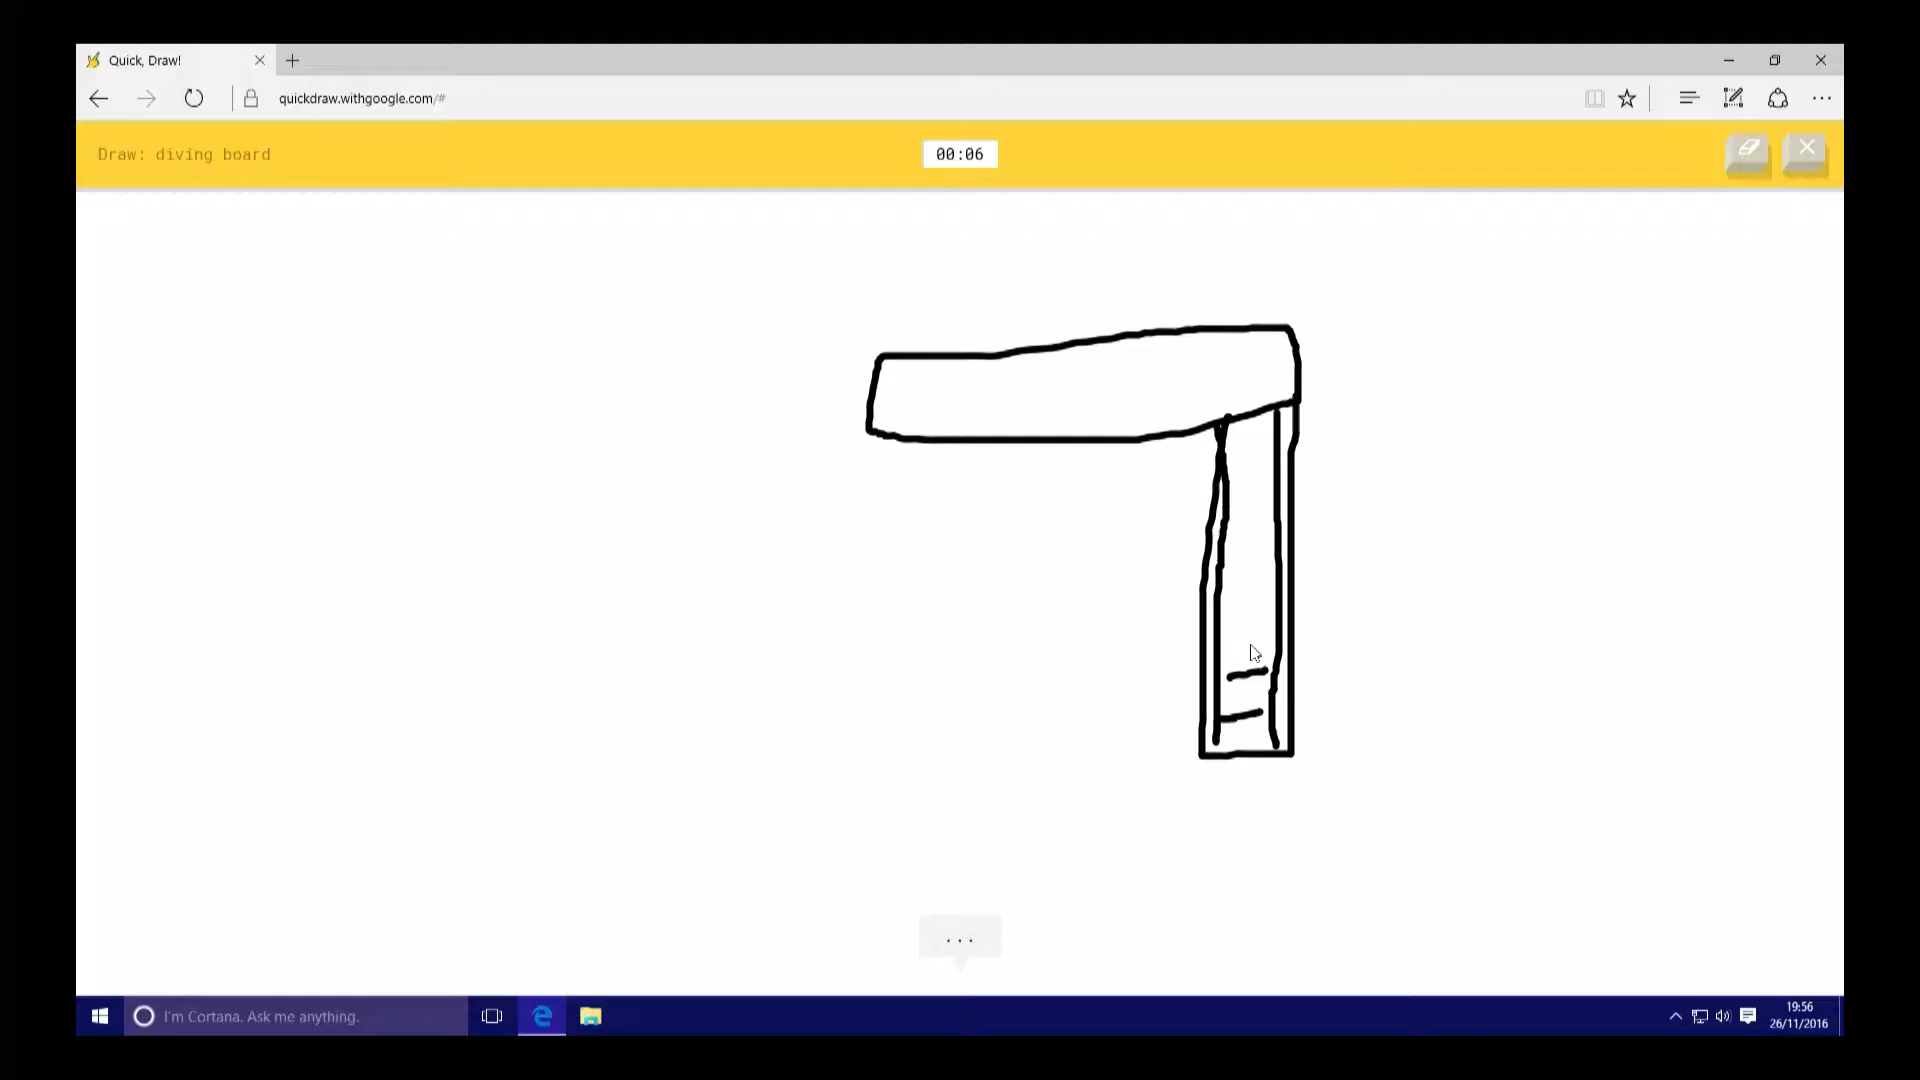 Quick, Draw!
quickdraw.withgoogle.com/#
Draw: diving board
00:06
...
I'm Cortana. Ask me anything.
19:56
26/11/2016